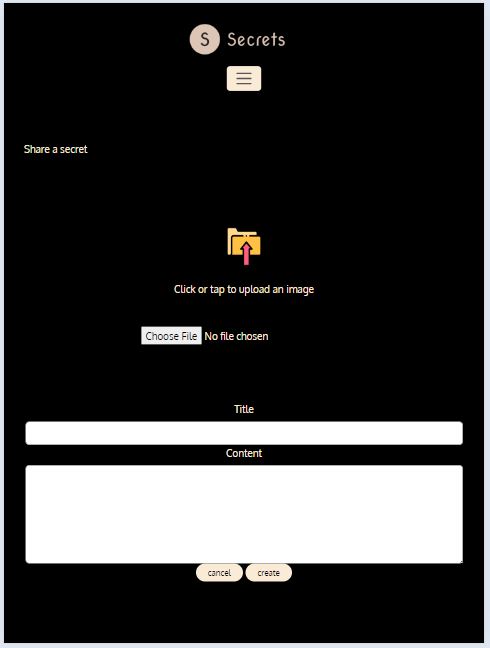 S Secrets
Share a secret
Click or tap to upload an image
Choose File No file chosen
Title
Content
cancel create